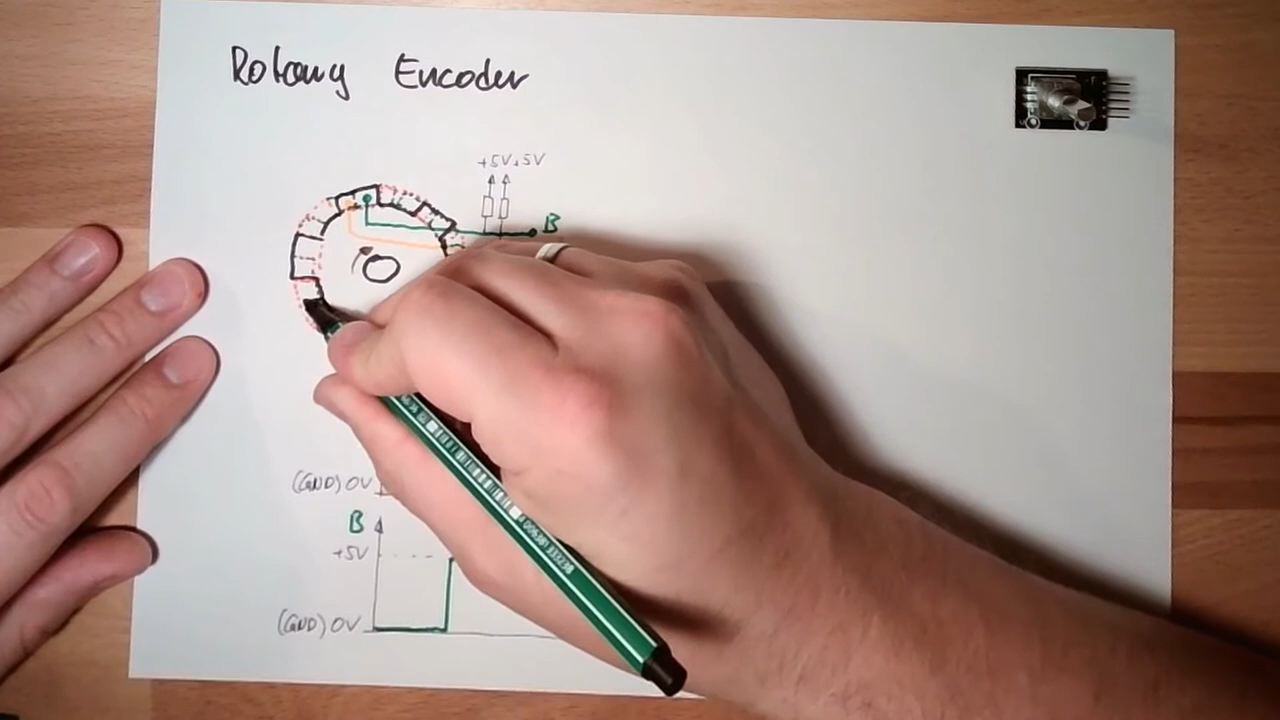 Rotary Encoder
+5V +5V
B
(GND) 0V
B
+5V
(GND) 0V